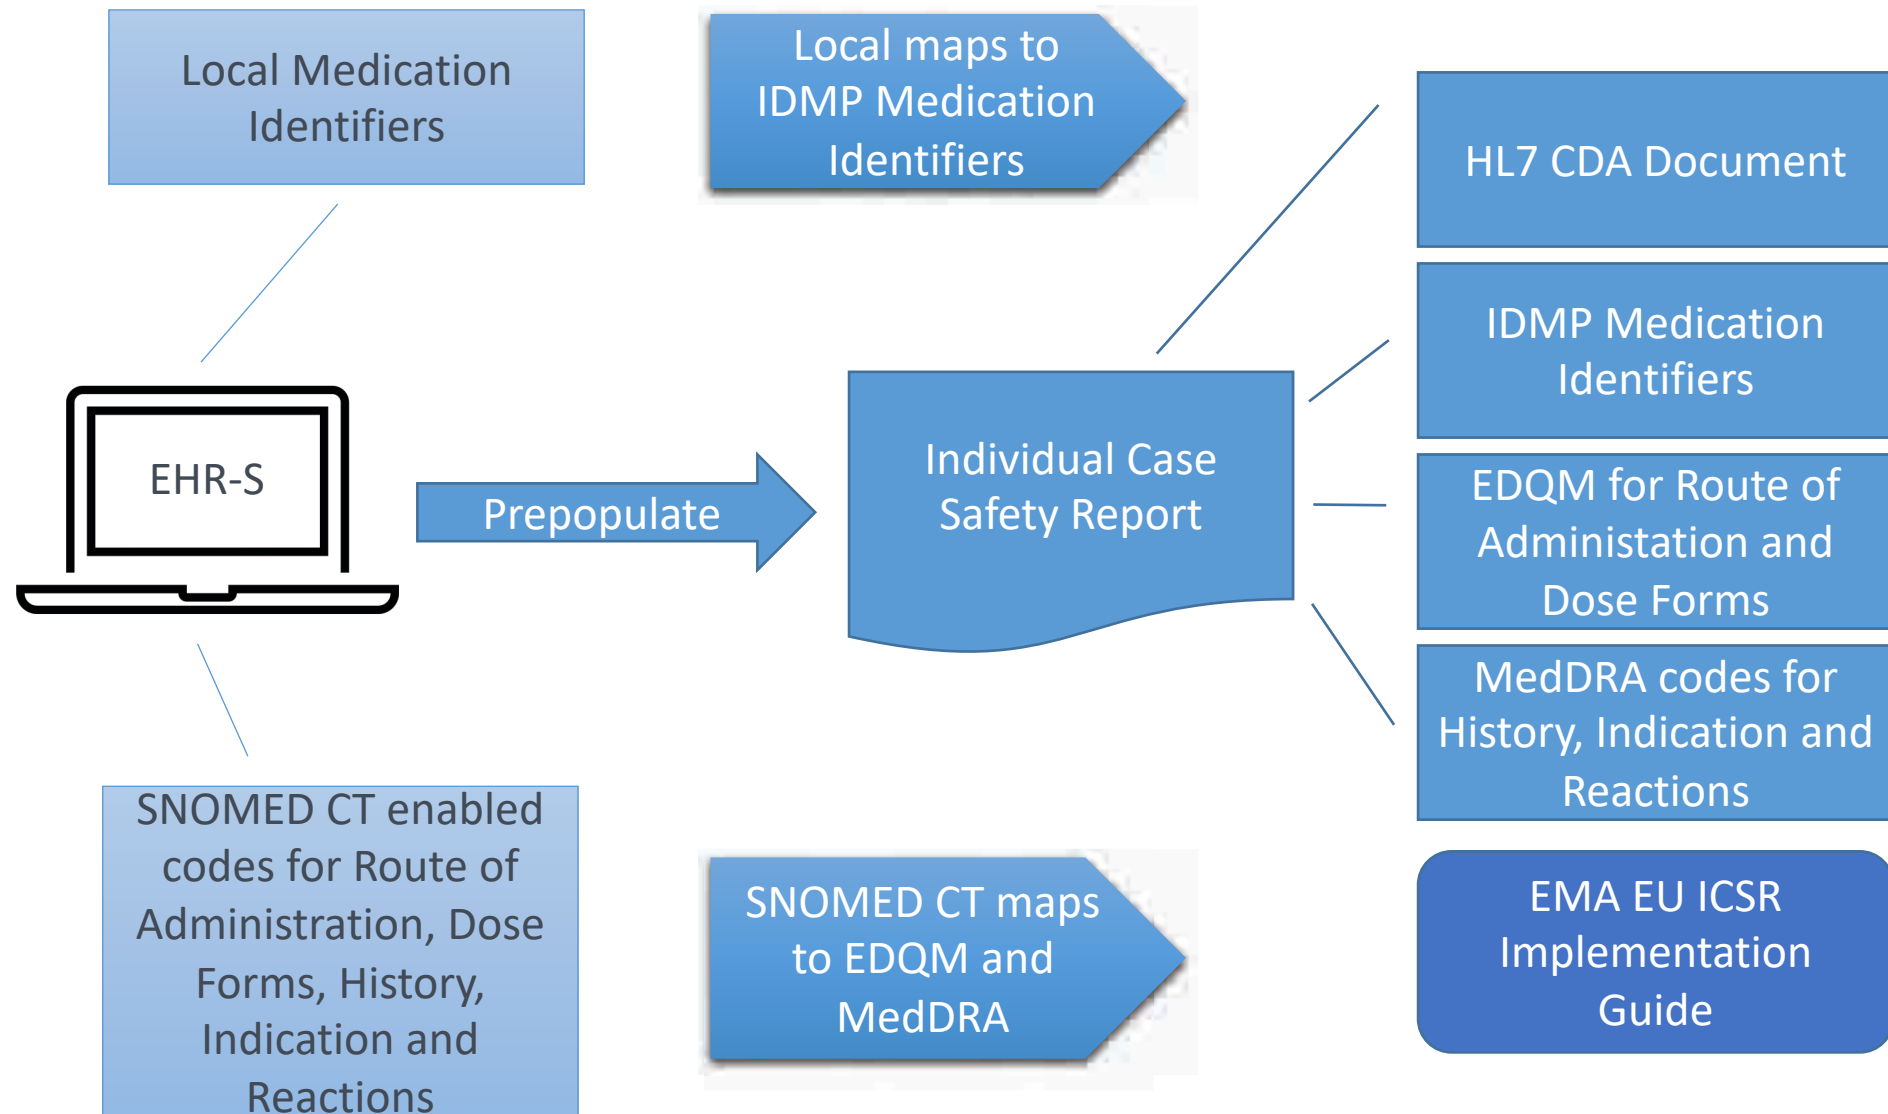 Local Medication
Identifiers
Local maps to
IDMP Medication
Identifiers
HL7 CDA Document
IDMP Medication
Identifiers
EHR-S
Prepopulate
Individual Case
Safety Report
EDQM for Route of
Administation and
Dose Forms
MedDRA codes for
History, Indication and
Reactions
SNOMED CT enabled
codes for Route of
Administration, Dose
Forms, History,
Indication and
Reactions
SNOMED CT maps
to EDQM and
MedDRA
EMA EU ICSR
Implementation
Guide